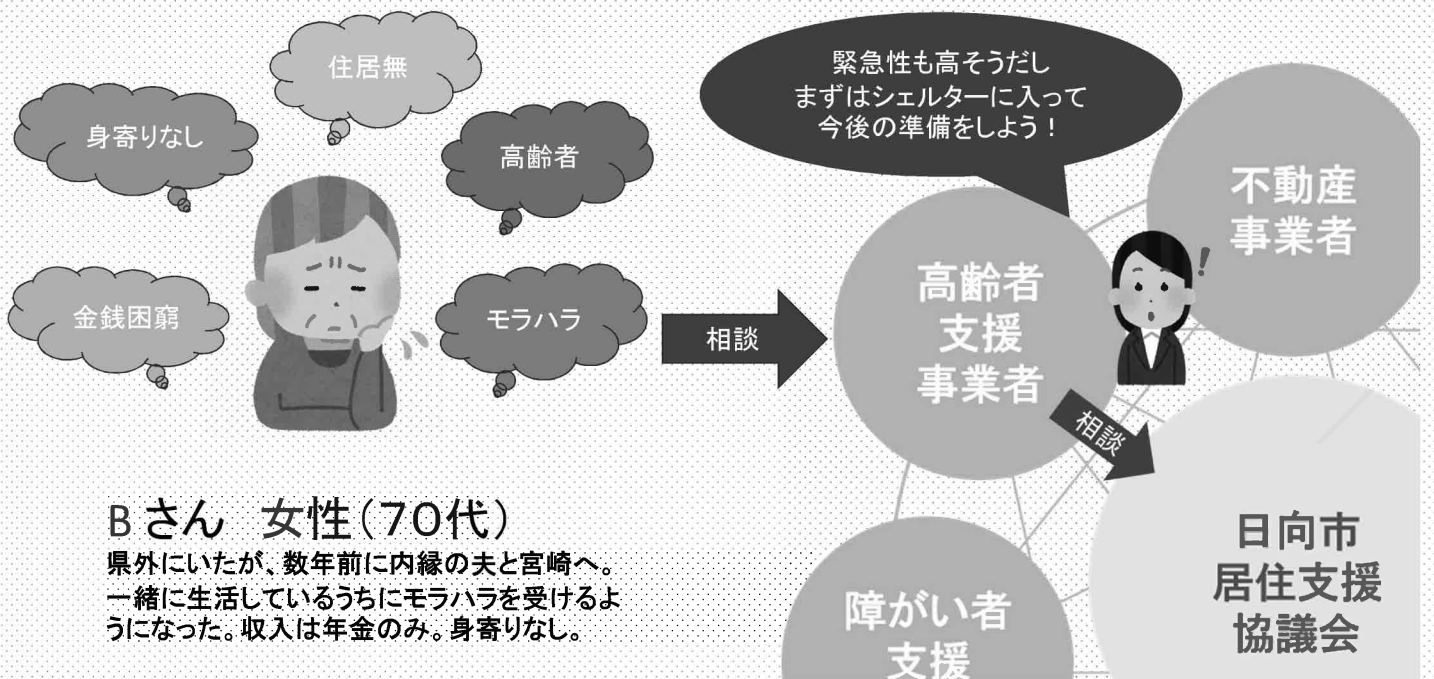 住居無
身寄りなし
高齢者
金銭困窮
モラハラ
相談
緊急性も高そうだし
まずはシェルターに入って
今後の準備をしよう！
不動産
事業者
高齢者
支援
事業者
相談
日向市
居住支援
協議会
障がい者
支援
Bさん　女性（７０代）
県外にいたが、数年前に内縁の夫と宮崎へ。
一緒に生活しているうちにモラハラを受けるよ
うになった。収入は年金のみ。身寄りなし。